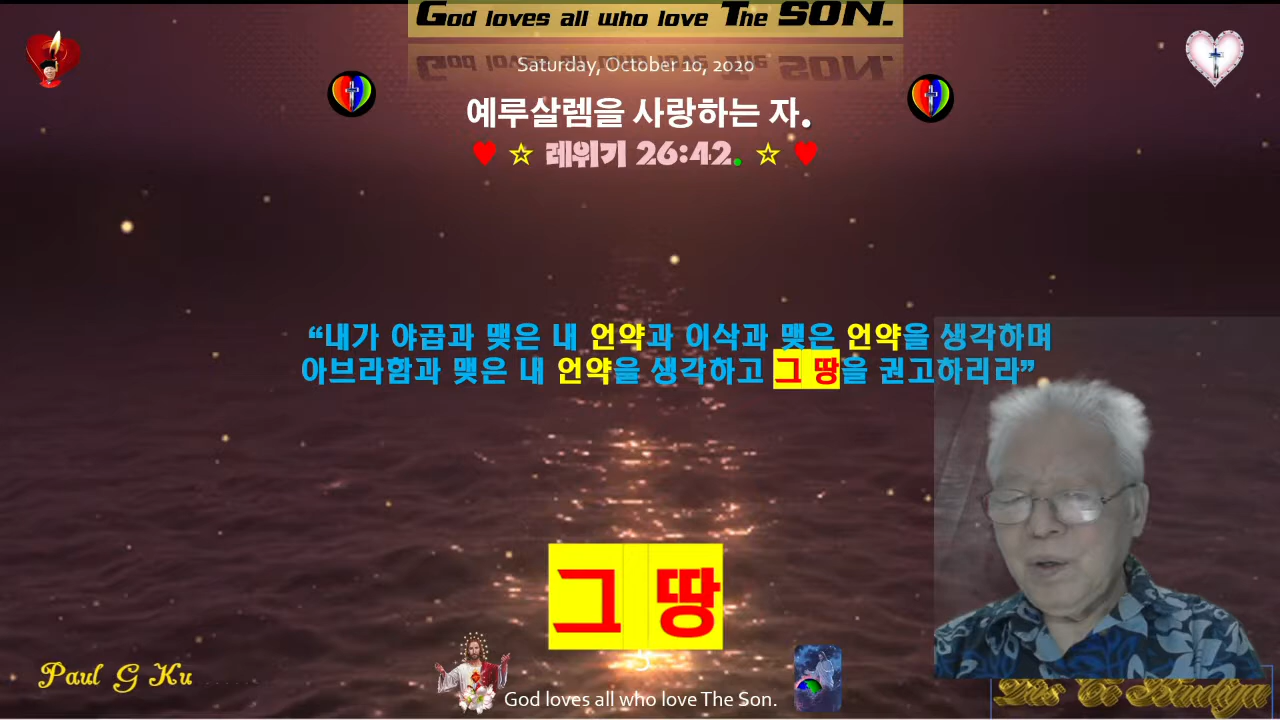 God loves all who love The SON.
Saturday, October 10, 2020
예루살렘을 사랑하는 자.
♥ ☆ 레위기 26:42. ☆ ♥
“내가 야곱과 맺은 내 언약과 이삭과 맺은 언약을 생각하며
아브라함과 맺은 내 언약을 생각하고 그 땅을 권고하리라”
그 땅
Paul G Ku
God loves all who love The Son.